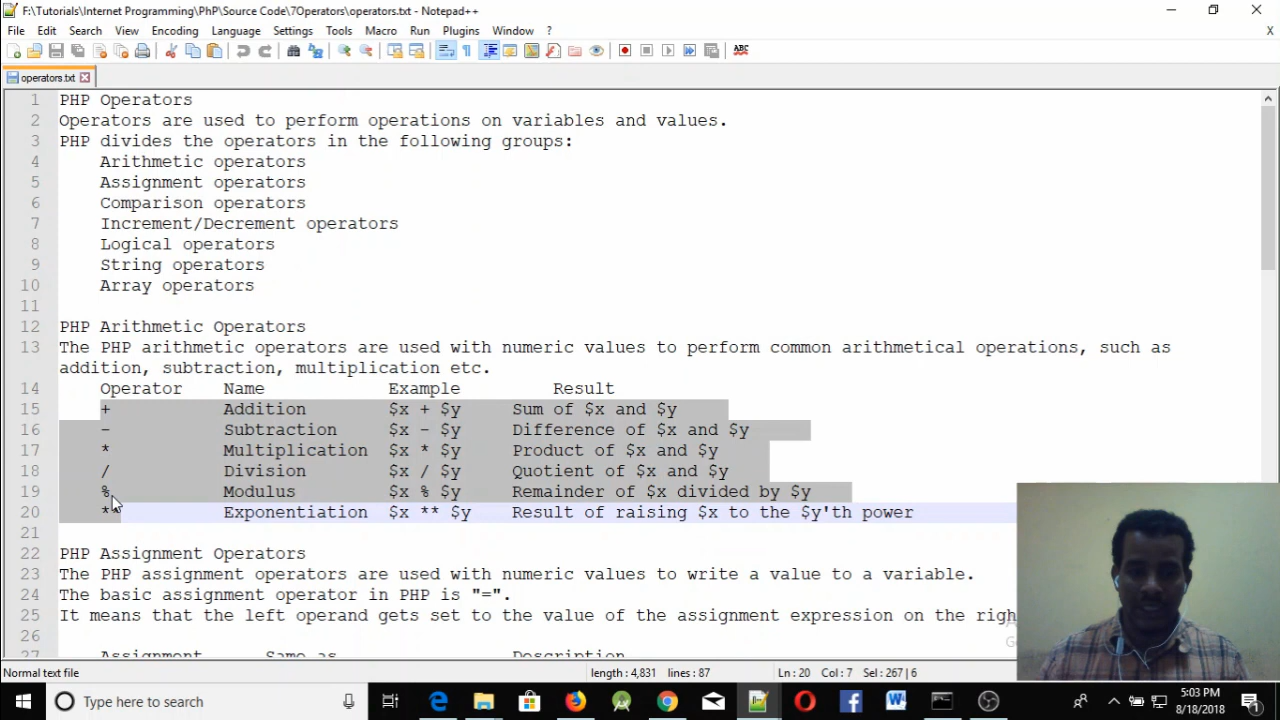 F:\Tutorials\Internet Programming\PhP\Source Code\7Operators\operators.txt - Notepad++
File Edit Search View Encoding Language Settings Tools Macro Run Plugins Window ? X
ABC
operators.txt
1 PHP Operators
2 Operators are used to perform operations on variables and values.
3 PHP divides the operators in the following groups:
4 Arithmetic operators
5 Assignment operators
6 Comparison operators
7 Increment/Decrement operators
8 Logical operators
9 String operators
10 Array operators
11
12 PHP Arithmetic Operators
13 The PHP arithmetic operators are used with numeric values to perform common arithmetical operations, such as
addition, subtraction, multiplication etc.
14 Operator Name Example Result
15 + Addition $x + $y Sum of $x and $y
16 - Subtraction $x - $y Difference of $x and $y
17 * Multiplication $x * $y Product of $x and $y
18 / Division $x / $y Quotient of $x and $y
19 % Modulus $x % $y Remainder of $x divided by $y
20 ** Exponentiation $x ** $y Result of raising $x to the $y'th power
21
22 PHP Assignment Operators
23 The PHP assignment operators are used with numeric values to write a value to a variable.
24 The basic assignment operator in PHP is "=".
25 It means that the left operand gets set to the value of the assignment expression on the
26
27 Assignment Same as Description
Normal text file length : 4,831 lines : 87 Ln : 20 Col : 7 Sel : 267 | 6
Type here to search
5:03 PM
8/18/2018